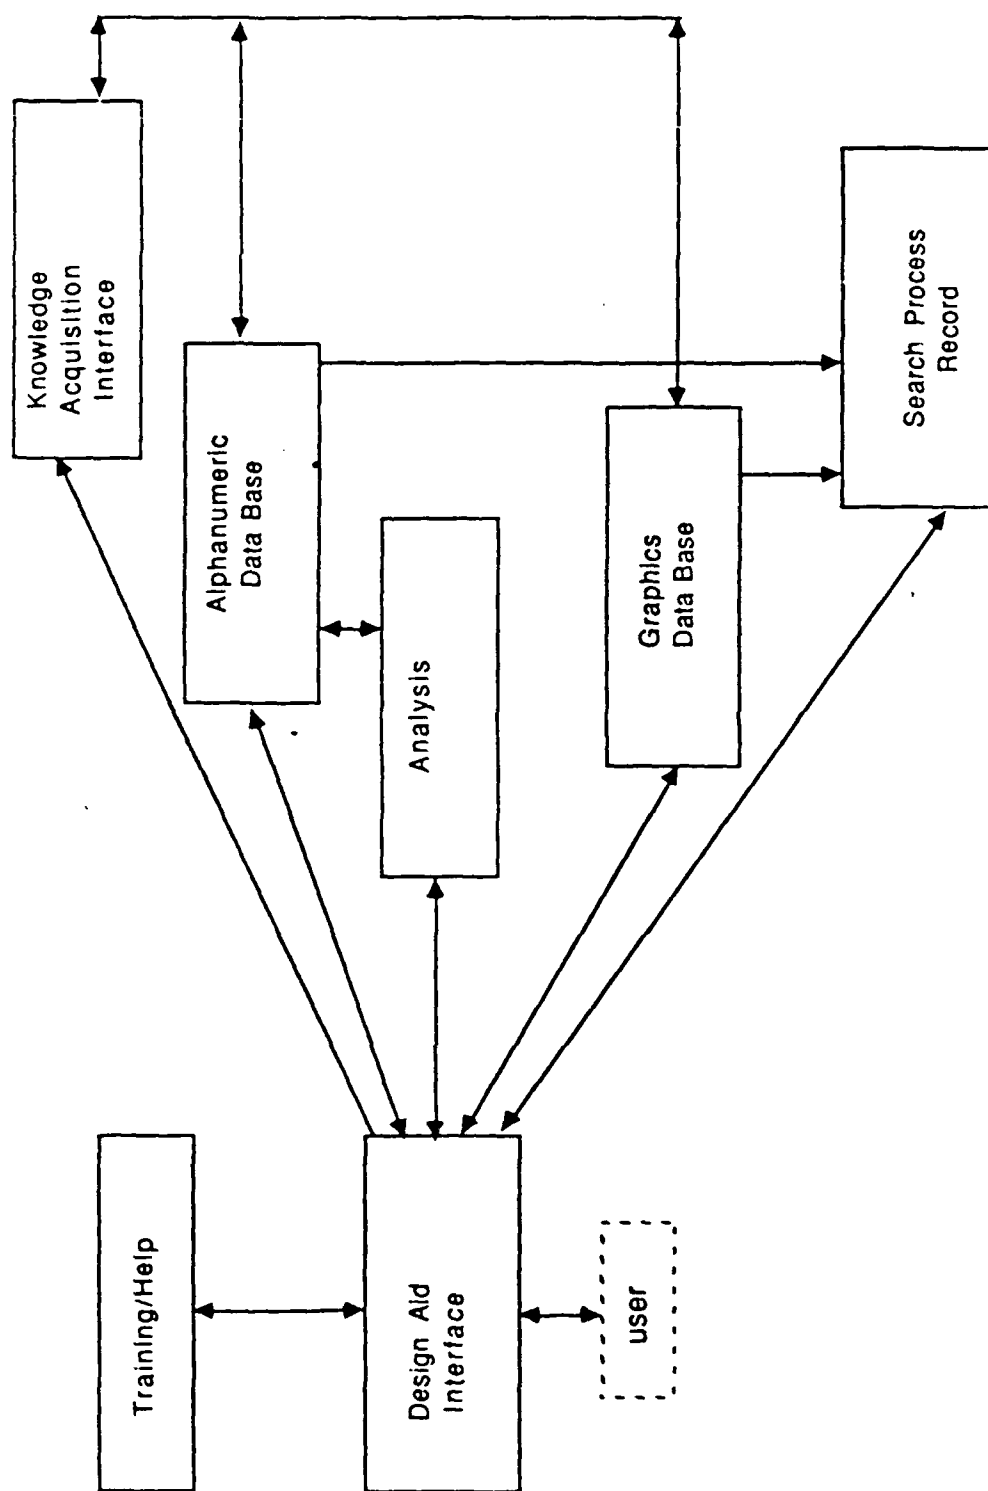 Training/Help
Design Aid
Interface
user
Knowledge
Acquisition
Interface
Alphanumeric
Data Base
Analysis
Graphics
Data Base
Search Process
Record